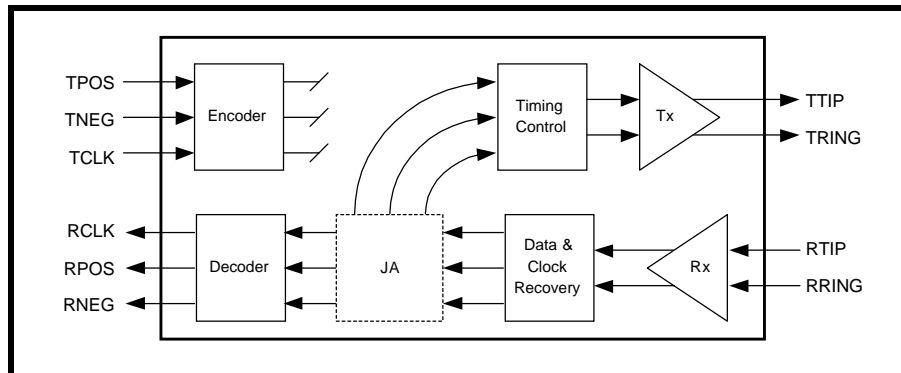 TPOS
TNEG
TCLK
Encoder
Timing
Control
Tx
TTIP
TRING
RCLK
RPOS
RNEG
Decoder
JA
Data &
Clock
Recovery
Rx
RTIP
RRING